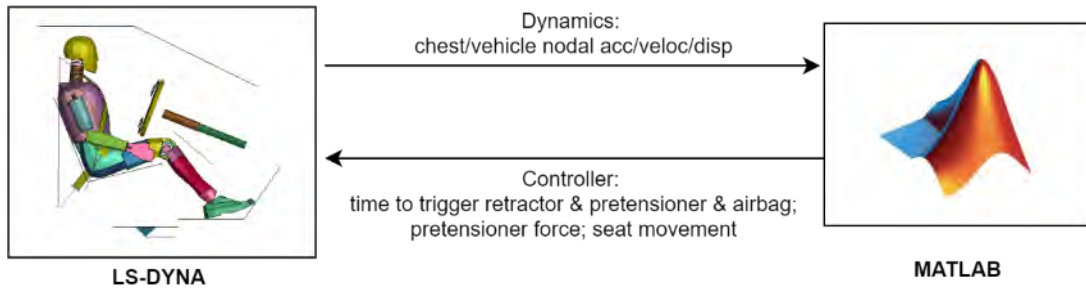 Dynamics:
chest/vehicle nodal acc/veloc/disp
Controller:
time to trigger retractor & pretensioner & airbag;
pretensioner force; seat movement
LS-DYNA
MATLAB